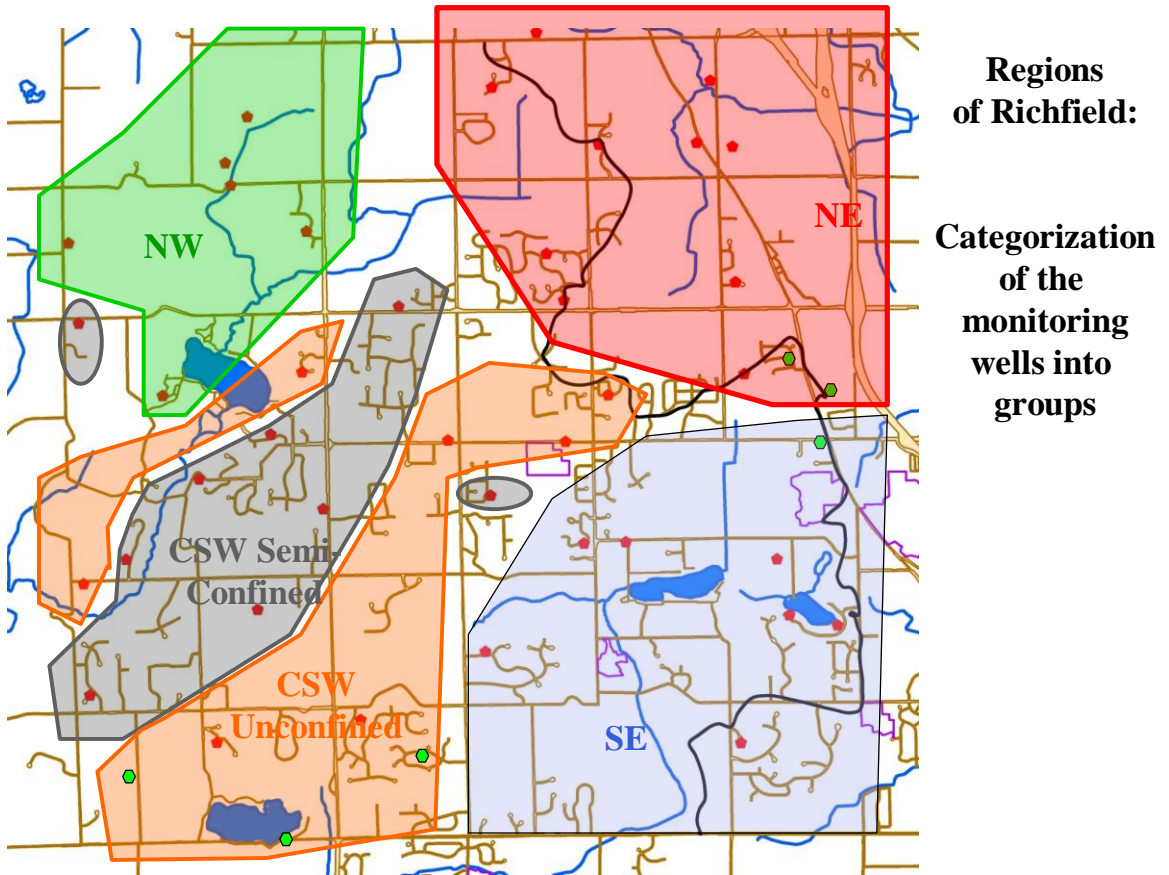 Regions
of Richfield:
Categorization
of the
monitoring
wells into
groups
NW
NE
CSW Semi-
Confined
CSW
Unconfined
SE